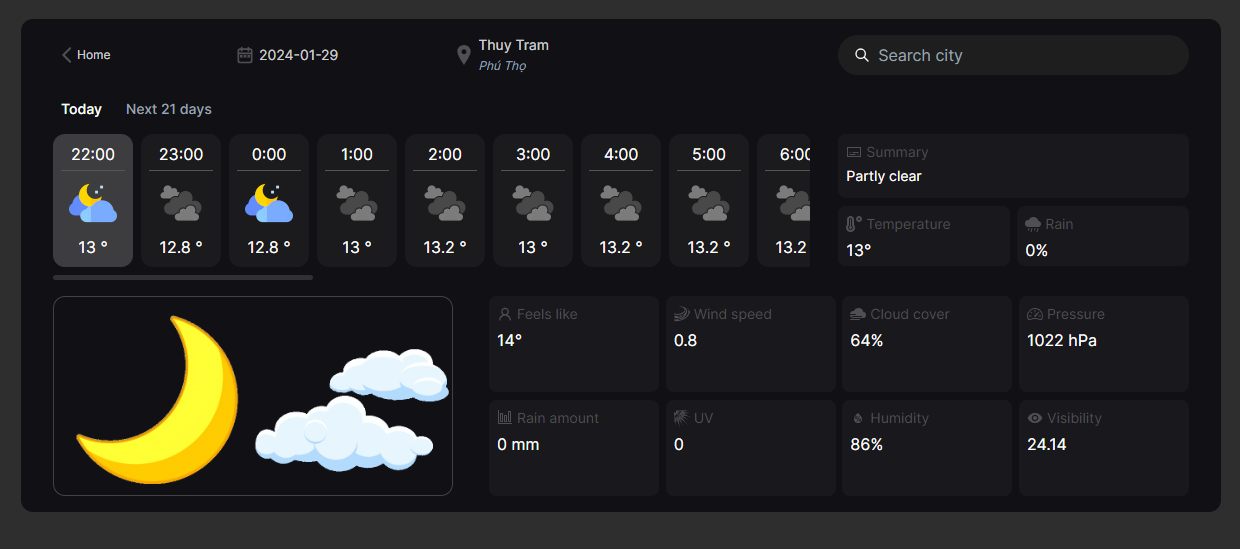 Home
2024-01-29
Thuy Tram
Phú Thọ
Search city
Today Next 21 days
22:00 23:00 0:00 1:00 2:00 3:00 4:00 5:00 6:00
13 ° 12.8 ° 12.8 ° 13 ° 13.2 ° 13 ° 13.2 ° 13.2 ° 13.2
Summary
Partly clear
Temperature Rain
13° 0%
Feels like Wind speed Cloud cover Pressure
14° 0.8 64% 1022 hPa
Rain amount UV Humidity Visibility
0 mm 0 86% 24.14